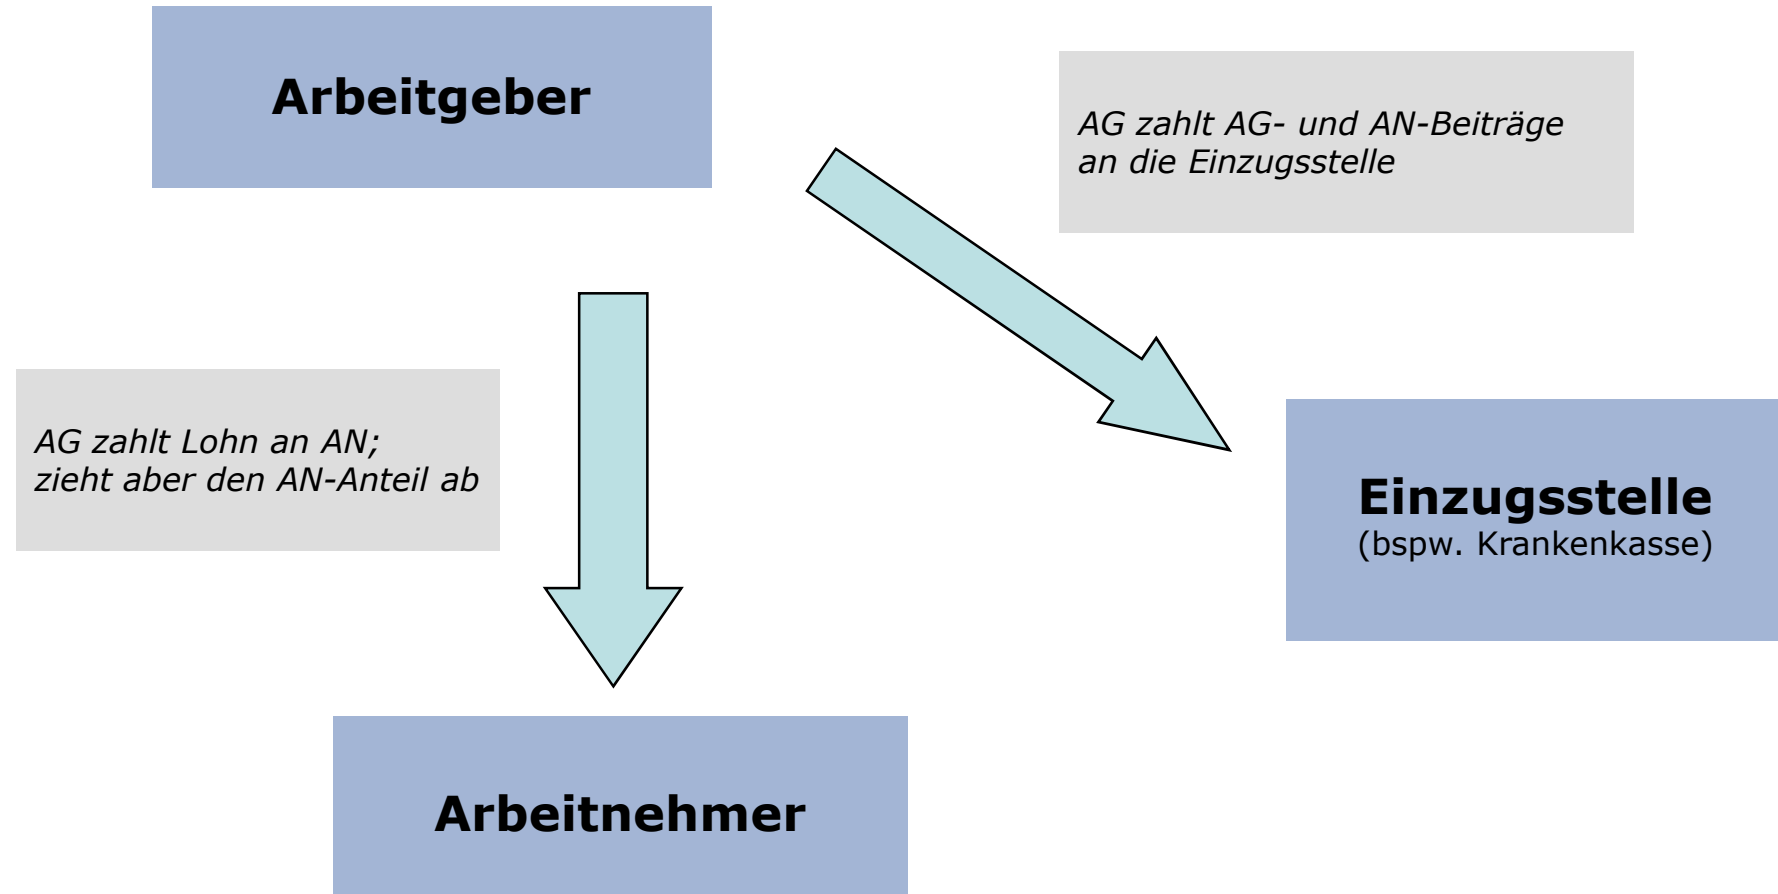 Arbeitgeber
AG zahlt AG- und AN-Beiträge
an die Einzugsstelle
AG zahlt Lohn an AN;
zieht aber den AN-Anteil ab
Einzugsstelle
(bspw. Krankenkasse)
Arbeitnehmer